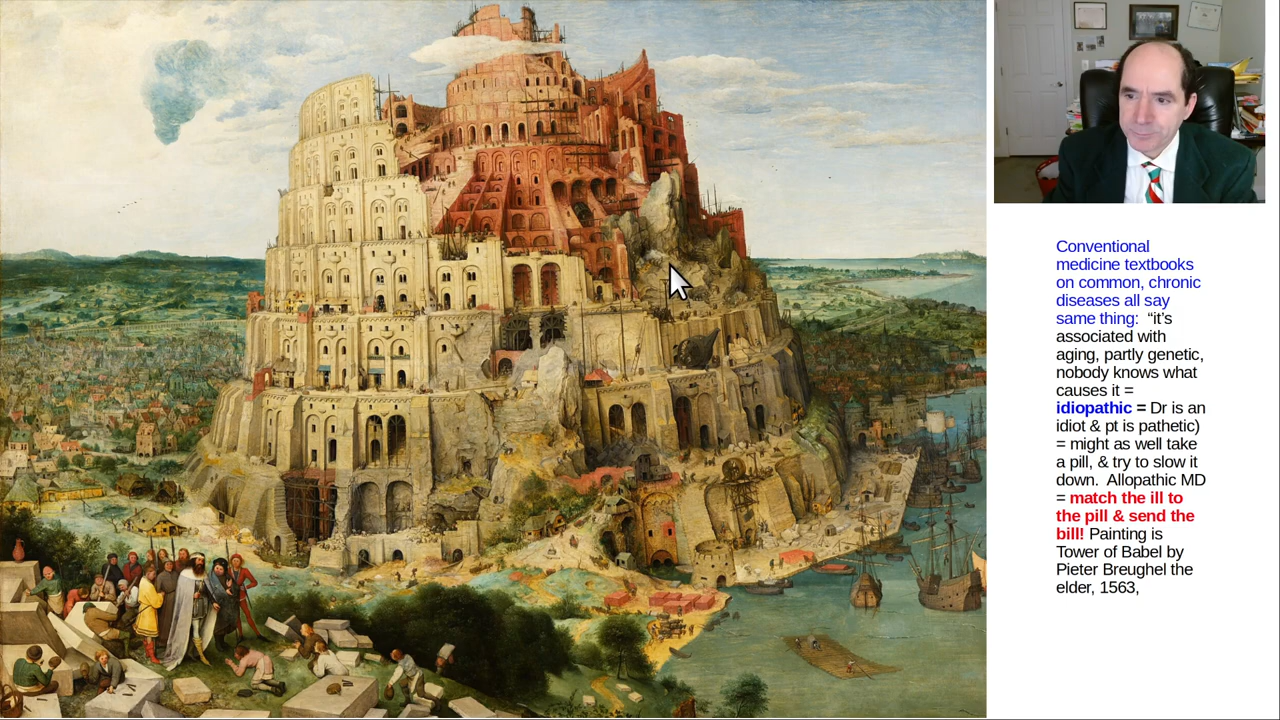 Conventional
medicine textbooks
on common, chronic
diseases all say
same thing:  “it’s
associated with
aging, partly genetic,
nobody knows what
causes it =
idiopathic = Dr is an
idiot & pt is pathetic)
= might as well take
a pill, & try to slow it
down.  Allopathic MD
= match the ill to
the pill & send the
bill! Painting is
Tower of Babel by
Pieter Breughel the
elder, 1563,